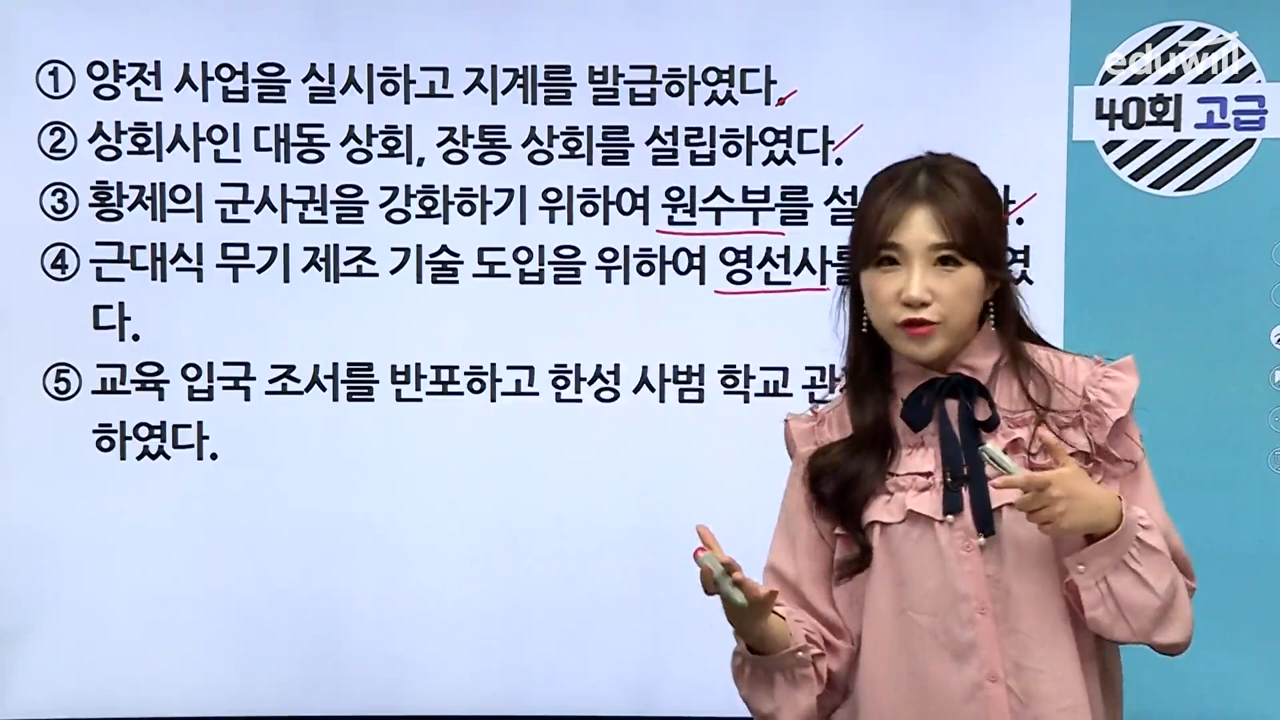 ① 양전 사업을 실시하고 지계를 발급하였다.
② 상회사인 대동 상회, 장통 상회를 설립하였다.
③ 황제의 군사권을 강화하기 위하여 원수부를
④ 근대식 무기 제조 기술 도입을 위하여 영선사를
다.
⑤ 교육 입국 조서를 반포하고 한성 사범 학교
하였다.
eduwill
40회 고급